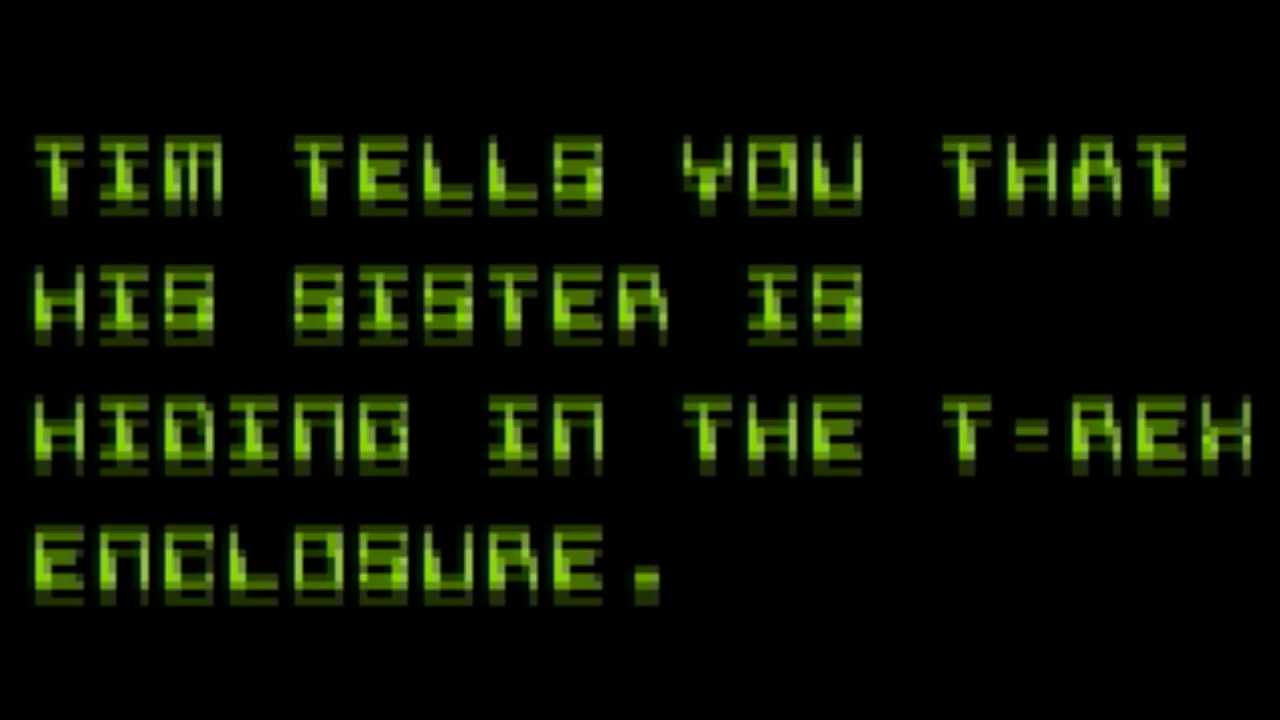 TIM TELLS YOU THAT
HIS SISTER IS
HIDING IN THE T-REX
ENCLOSURE.